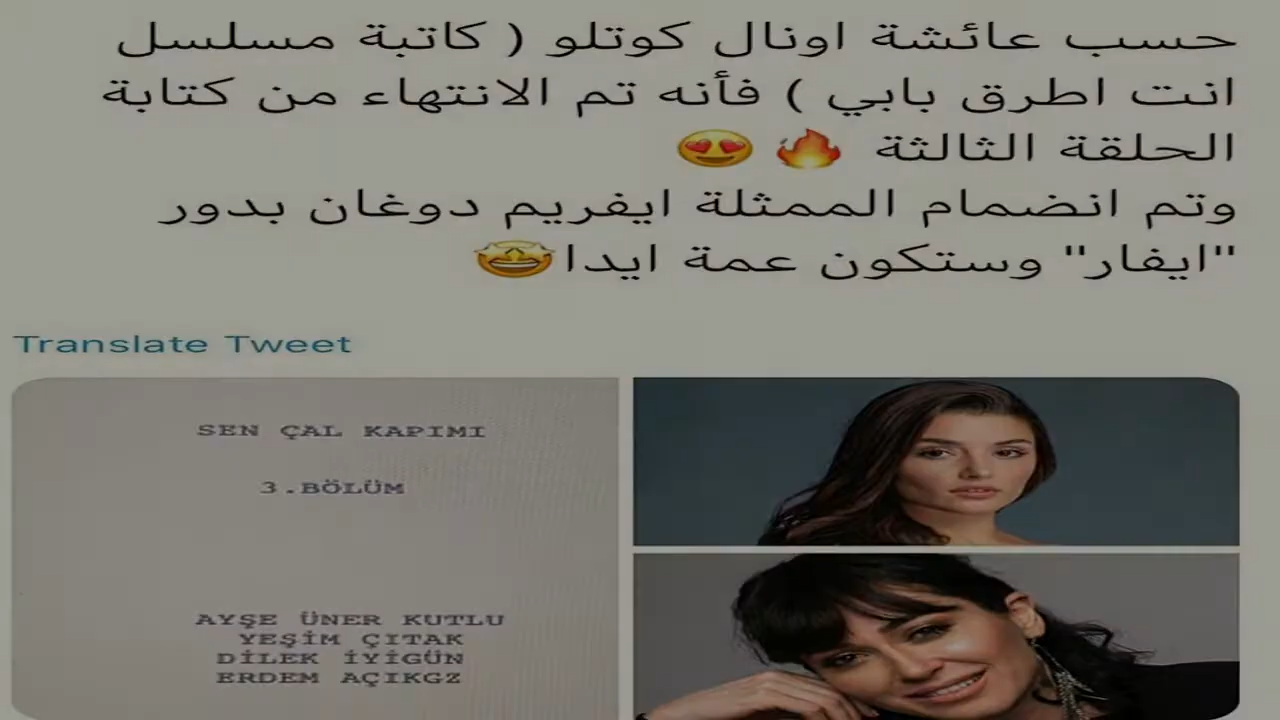 حسب عائشة اونال كوتلو ( كاتبة مسلسل
انت اطرق بابي ) فأنه تم الانتهاء من كتابة
الحلقة الثالثة 🔥 😍
وتم انضمام الممثلة ايفريم دوغان بدور
"ايفار" وستكون عمة ايدا🤩
Translate Tweet
SEN ÇAL KAPIMI
3.BÖLÜM
AYŞE ÜNER KUTLU
YEŞİM ÇITAK
DİLEK İYİGÜN
ERDEM AÇIKGZ